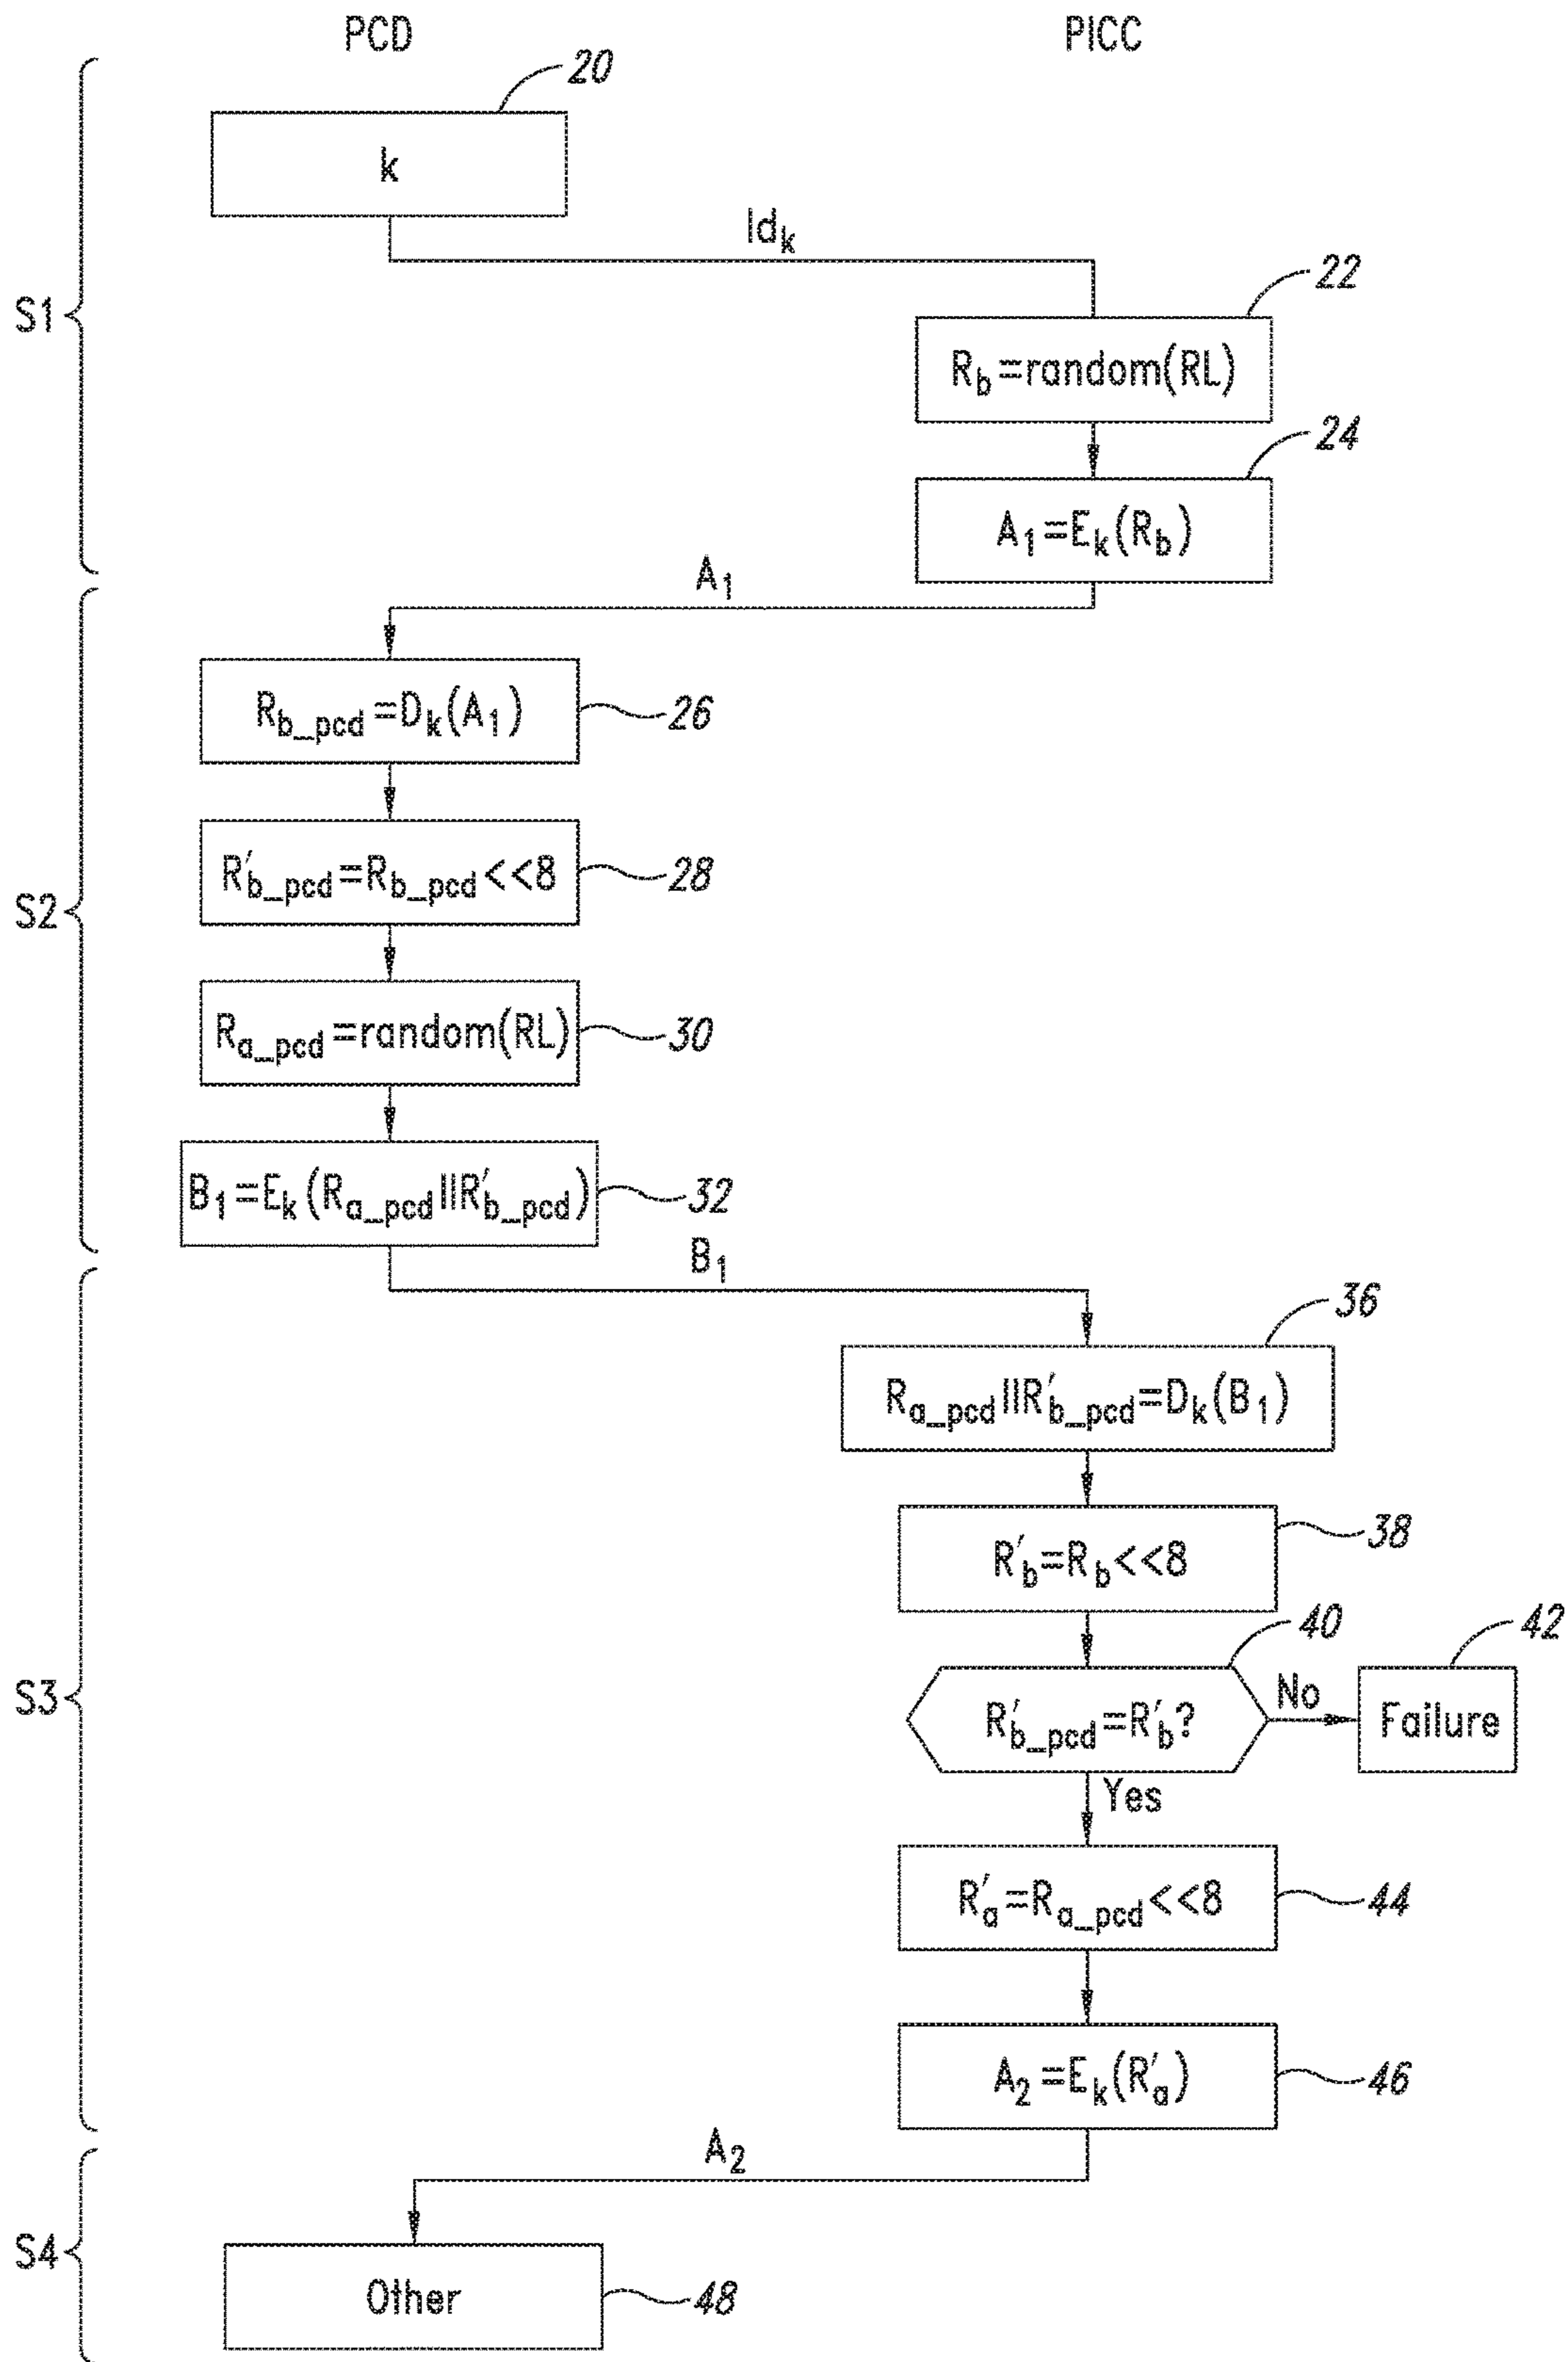 PCD PICC
20
k
Id_k
S1
22
R_b=random(RL)
24
A_1=E_k(R_b)
A_1
R_b_pcd=D_k(A_1)
26
R'_b_pcd=R_b_pcd<<8
28
S2
R_a_pcd=random(RL)
30
B_1=E_k(R_a_pcd||R'_b_pcd)
32
B_1
36
R_a_pcd||R'_b_pcd=D_k(B_1)
R'_b=R_b<<8
38
40
42
S3
R'_b_pcd=R'_b?
No
Failure
Yes
R'_a=R_a_pcd<<8
44
A_2=E_k(R'_a)
46
A_2
S4
Other
48